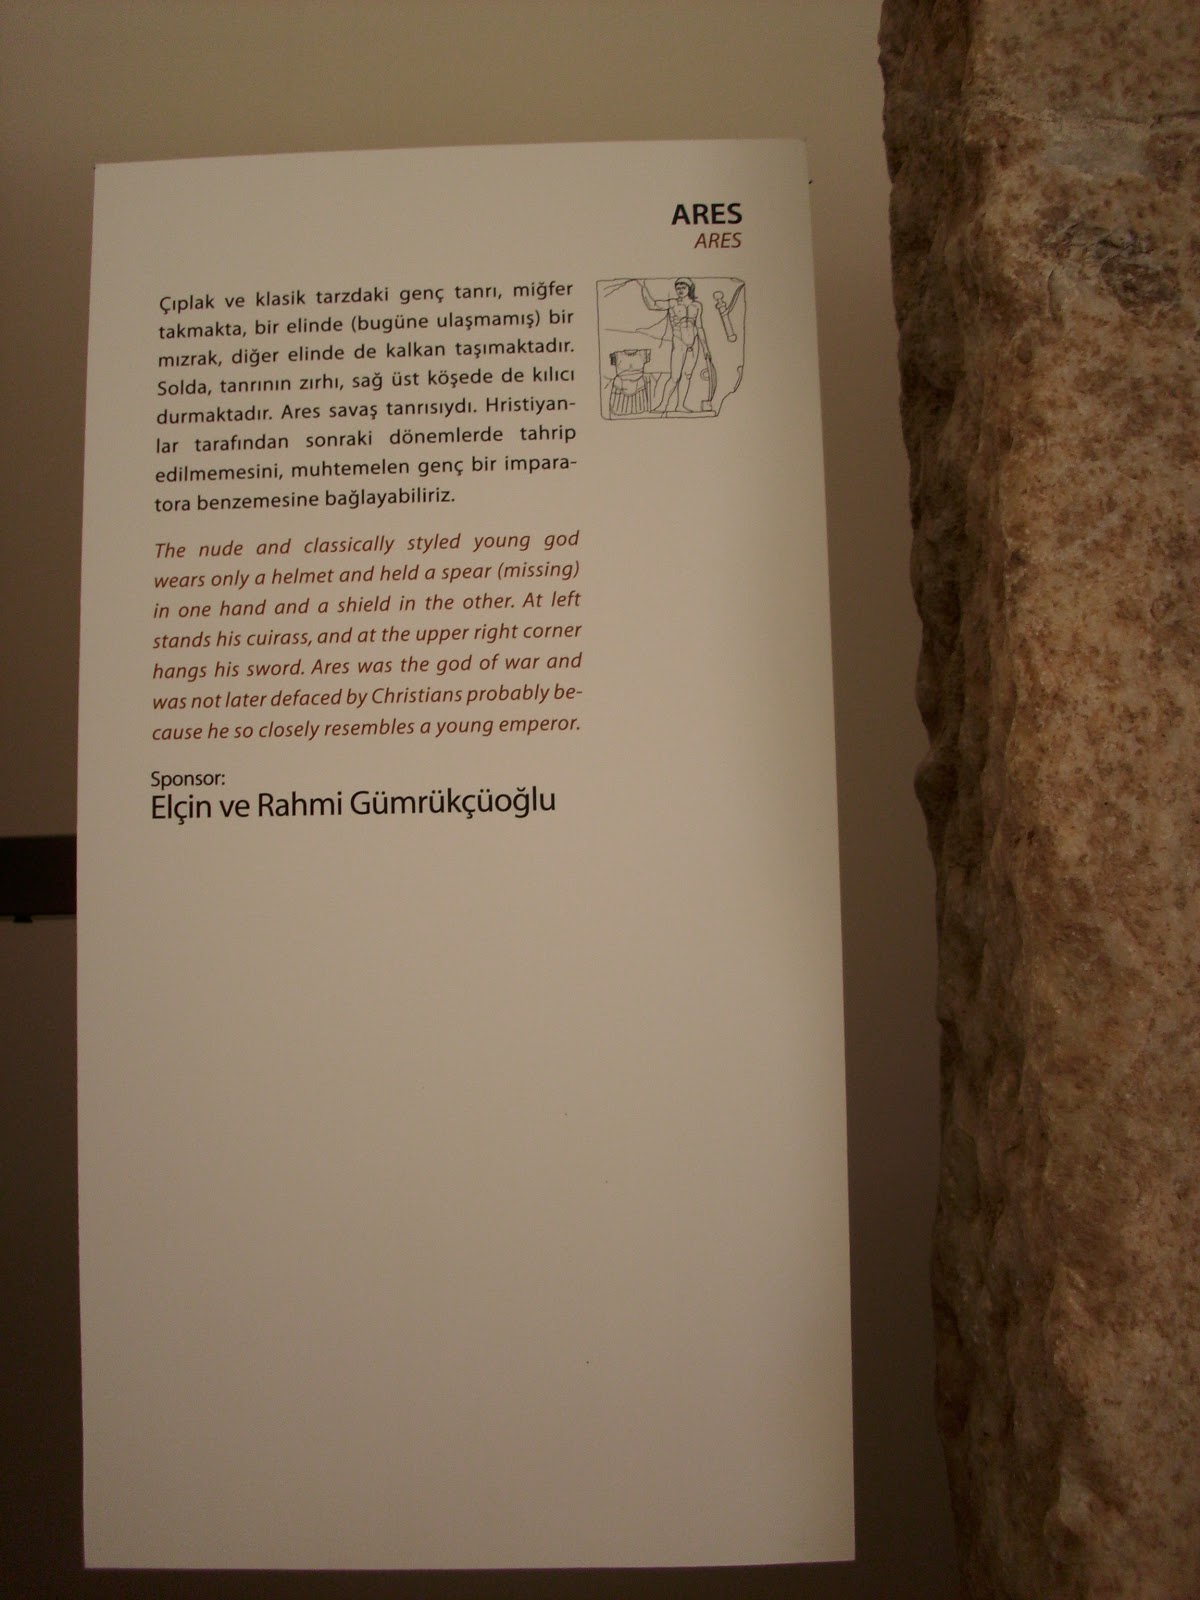 ARES
ARES
Çıplak ve klasik tarzdaki genç tanrı, miğfer
takmakta, bir elinde (bugüne ulaşmamış) bir
mızrak, diğer elinde de kalkan taşımaktadır.
Solda, tanrının zırhı, sağ üst köşede de kılıcı
durmaktadır. Ares savaş tanrısıydı. Hristiyan-
lar tarafından sonraki dönemlerde tahrip
edilmemesini, muhtemelen genç bir impara-
tora benzemesine bağlayabiliriz.
The nude and classically styled young god
wears only a helmet and held a spear (missing)
in one hand and a shield in the other. At left
stands his cuirass, and at the upper right corner
hangs his sword. Ares was the god of war and
was not later defaced by Christians probably be-
cause he so closely resembles a young emperor.
Sponsor:
Elçin ve Rahmi Gümrükçüoğlu